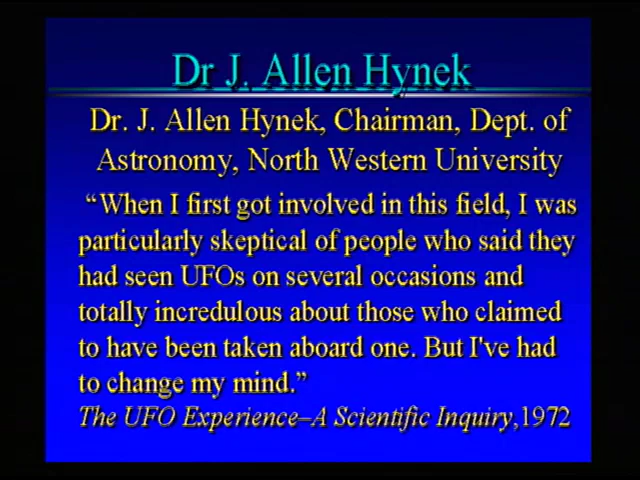 Dr J. Allen Hynek
Dr. J. Allen Hynek, Chairman, Dept. of
Astronomy, North Western University
“When I first got involved in this field, I was
particularly skeptical of people who said they
had seen UFOs on several occasions and
totally incredulous about those who claimed
to have been taken aboard one. But I've had
to change my mind.”
The UFO Experience–A Scientific Inquiry,1972